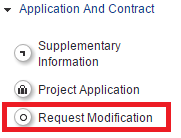 Application And Contract
Supplementary
Information
Project Application
Request Modification